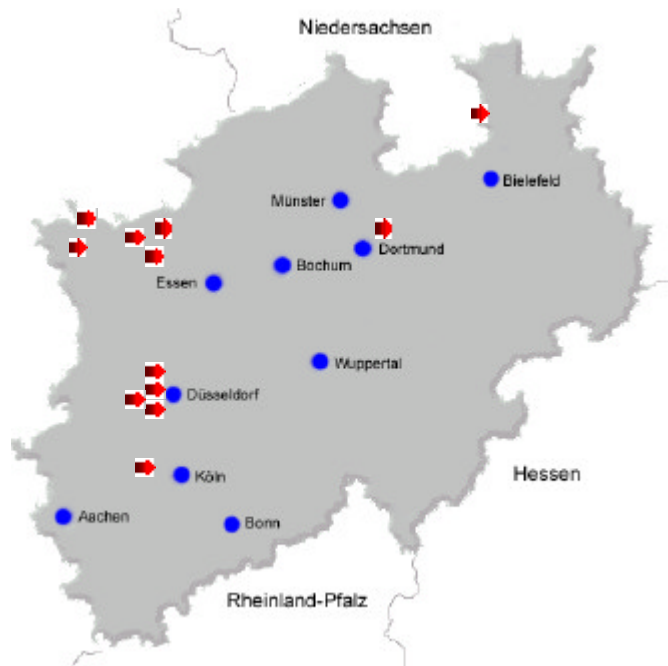 Niedersachsen
Bielefeld
Münster
Dortmund
Bochum
Essen
Wuppertal
Düsseldorf
Hessen
Köln
Aachen
Bonn
Rheinland-Pfalz